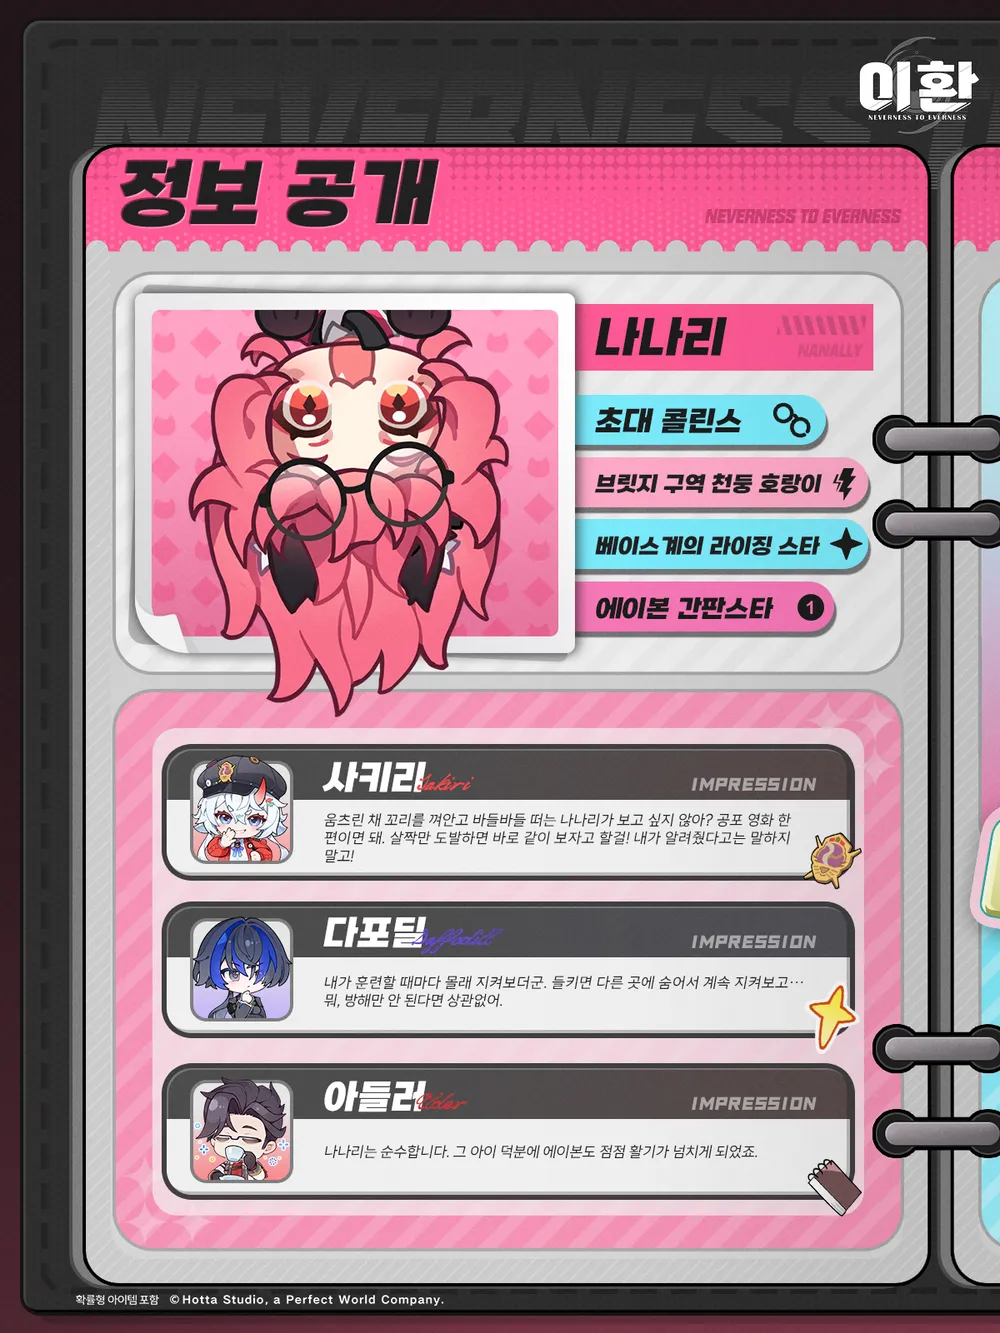 NEVERNESS
이환
NEVERNESS TO EVERNESS
정보 공개
NEVERNESS TO EVERNESS
나나리
NANALLY
초대 콜린스
브릿지 구역 천둥 호랑이
베이스계의 라이징 스타
에이본 간판스타
1
사키리
Sakiri
IMPRESSION
움츠린 채 꼬리를 껴안고 바들바들 떠는 나나리가 보고 싶지 않아? 공포 영화 한
편이면 돼. 살짝만 도발하면 바로 같이 보자고 할걸! 내가 알려줬다고는 말하지
말고!
다포딜
Daffodill
IMPRESSION
내가 훈련할 때마다 몰래 지켜보더군. 들키면 다른 곳에 숨어서 계속 지켜보고…
뭐, 방해만 안 된다면 상관없어.
아들러
IMPRESSION
나나리는 순수합니다. 그 아이 덕분에 에이본도 점점 활기가 넘치게 되었죠.
확률형 아이템 포함 © Hotta Studio, a Perfect World Company.